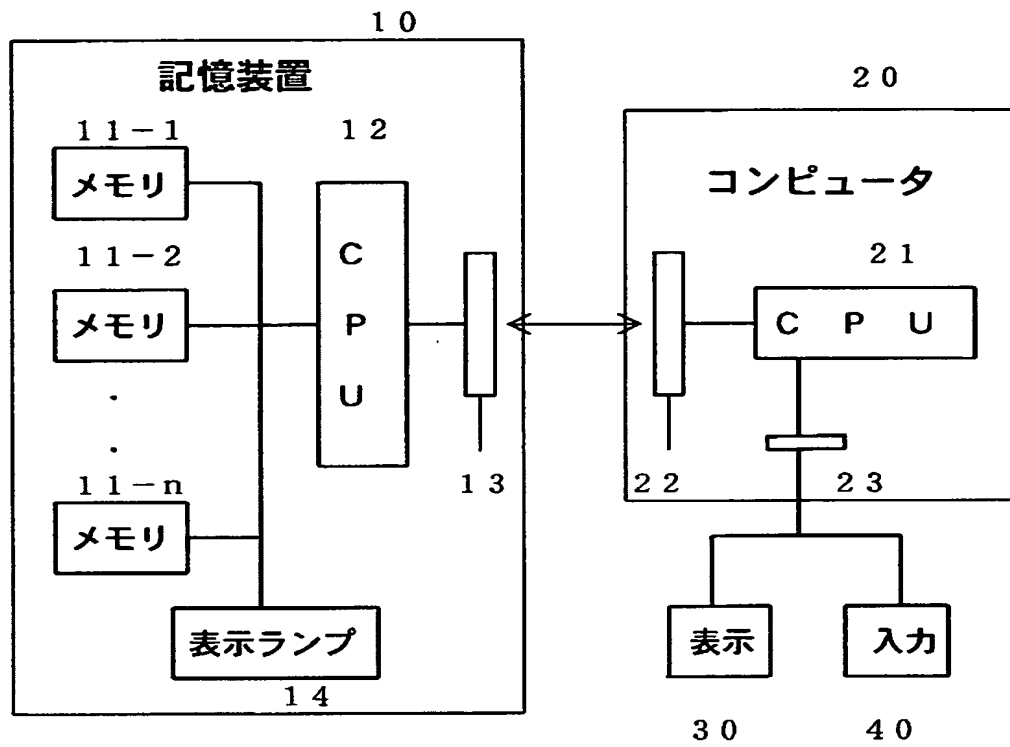 10
記憶装置
11-1
メモリ
11-2
メモリ
・
・
11-n
メモリ
12
CPU
13
表示ランプ
14
20
コンピュータ
21
CPU
22
23
表示
30
入力
40